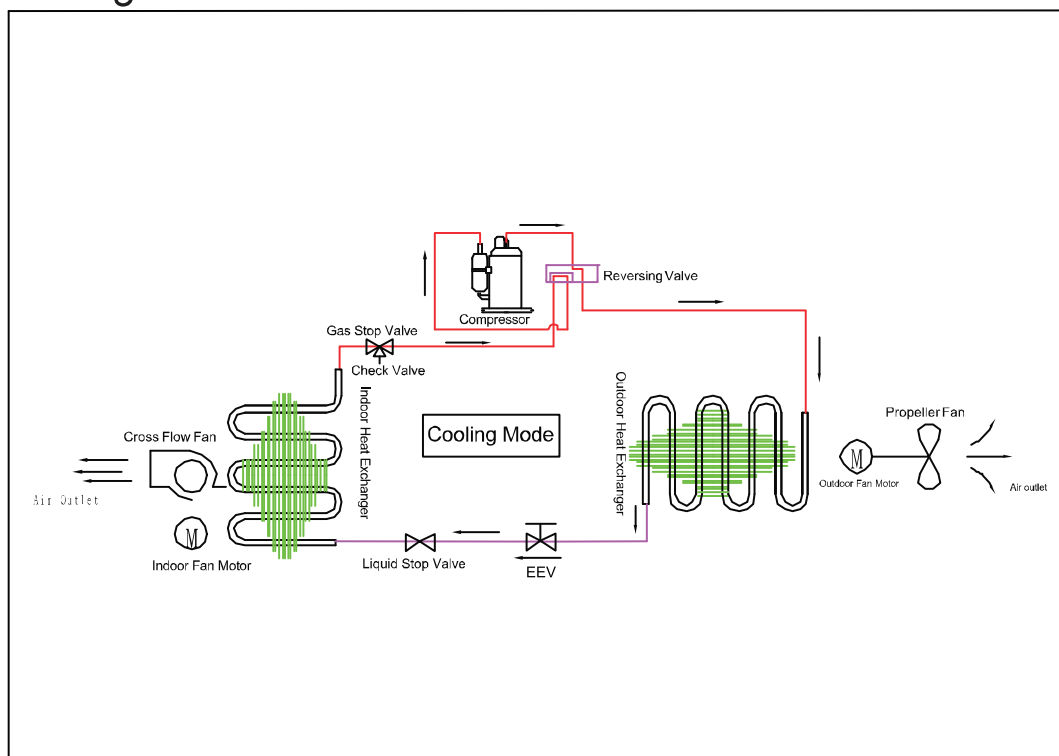 Reversing Valve
Compressor
Gas Stop Valve
Check Valve
Indoor Heat Exchanger
Outdoor Heat Exchanger
Cooling Mode
Cross Flow Fan
Propeller Fan
M
Outdoor Fan Motor
Air outlet
Air Outlet
M
Indoor Fan Motor
Liquid Stop Valve
EEV